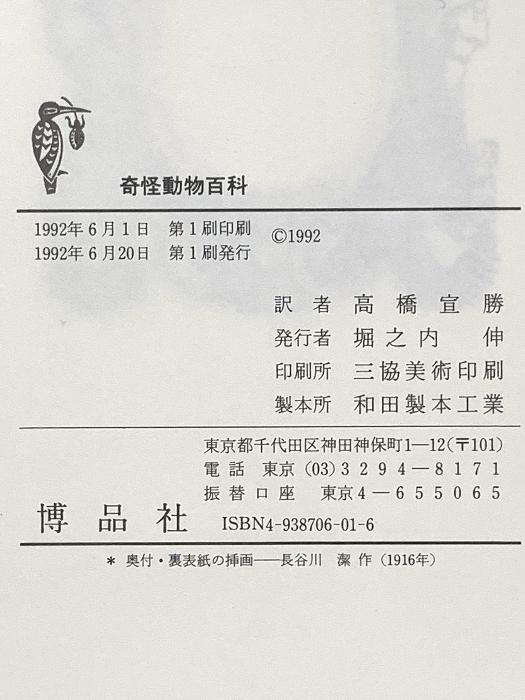 奇怪動物百科
1992年6月1日 第1刷印刷
1992年6月20日 第1刷発行
©1992
訳者 高橋宣勝
発行者 堀之内 伸
印刷所 三協美術印刷
製本所 和田製本工業
東京都千代田区神田神保町1—12(〒101)
電話 東京(03)3294—8171
振替口座 東京4—655065
博品社 ISBN4-938706-01-6
* 奥付・裏表紙の挿画——長谷川 潔 作(1916年)